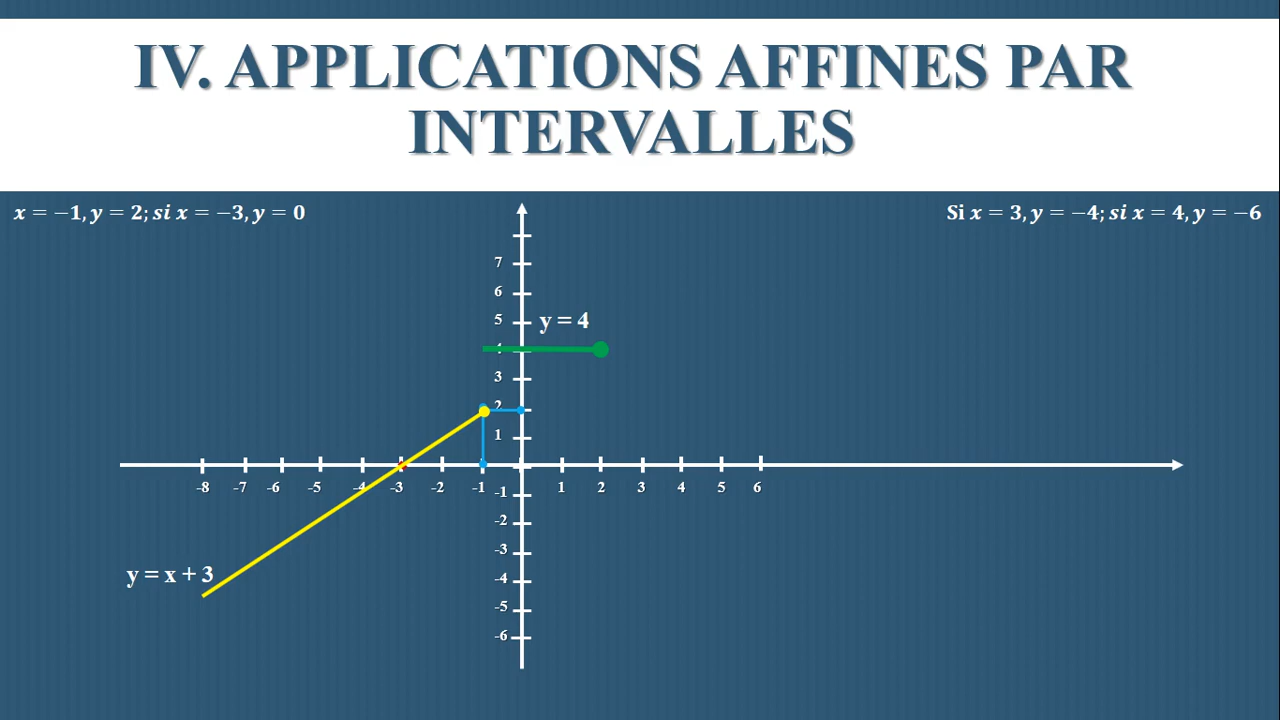 IV. APPLICATIONS AFFINES PAR
INTERVALLES
x = −1, y = 2; si x = −3, y = 0
Si x = 3, y = −4; si x = 4, y = −6
7
6
5
y = 4
4
3
2
1
-8 -7 -6 -5 -4 -3 -2 -1 1 2 3 4 5 6
-1
-2
-3
-4
y = x + 3
-5
-6